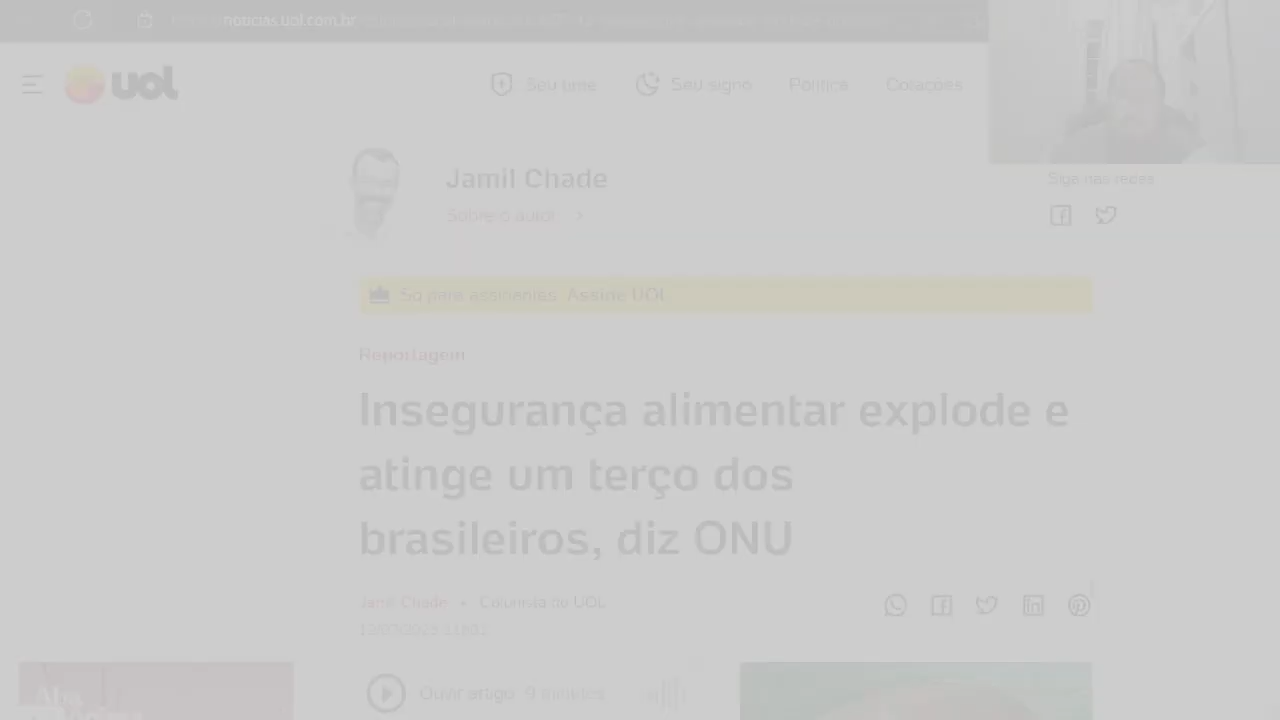 noticias.uol.com.br
uol
Seu time
Seu signo
Política
Cotações
Jamil Chade
Sobre o autor
Siga nas redes
Só para assinantes Assine UOL
Reportagem
Insegurança alimentar explode e
atinge um terço dos
brasileiros, diz ONU
Jamil Chade • Colunista do UOL
Ouvir artigo 9 minutos